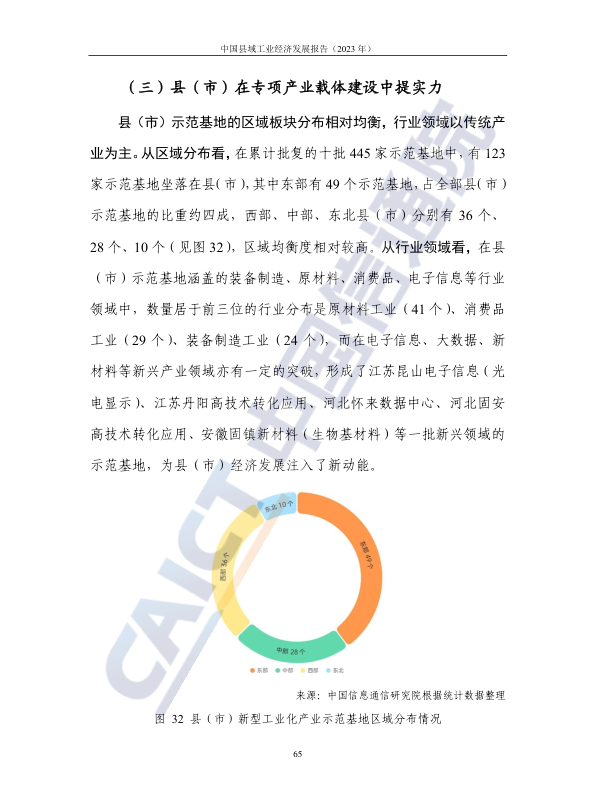 中国县域工业经济发展报告（2023 年）
（三）县（市）在专项产业载体建设中提实力
县（市）示范基地的区域板块分布相对均衡，行业领域以传统产
业为主。从区域分布看，在累计批复的十批 445 家示范基地中，有 123
家示范基地坐落在县（市），其中东部有 49 个示范基地，占全部县（市）
示范基地的比重约四成，西部、中部、东北县（市）分别有 36 个、
28 个、10 个（见图 32），区域均衡度相对较高。从行业领域看，在县
（市）示范基地涵盖的装备制造、原材料、消费品、电子信息等行业
领域中，数量居于前三位的行业分布是原材料工业（41 个）、消费品
工业（29 个）、装备制造工业（24 个），而在电子信息、大数据、新
材料等新兴产业领域亦有一定的突破，形成了江苏昆山电子信息（光
电显示）、江苏丹阳高技术转化应用、河北怀来数据中心、河北固安
高技术转化应用、安徽固镇新材料（生物基材料）等一批新兴领域的
示范基地，为县（市）经济发展注入了新动能。
东北 10 个
东部 49 个
西部 36 个
中部 28 个
东部 中部 西部 东北
来源：中国信息通信研究院根据统计数据整理
图 32 县（市）新型工业化产业示范基地区域分布情况
65
CAICT 中国信通院